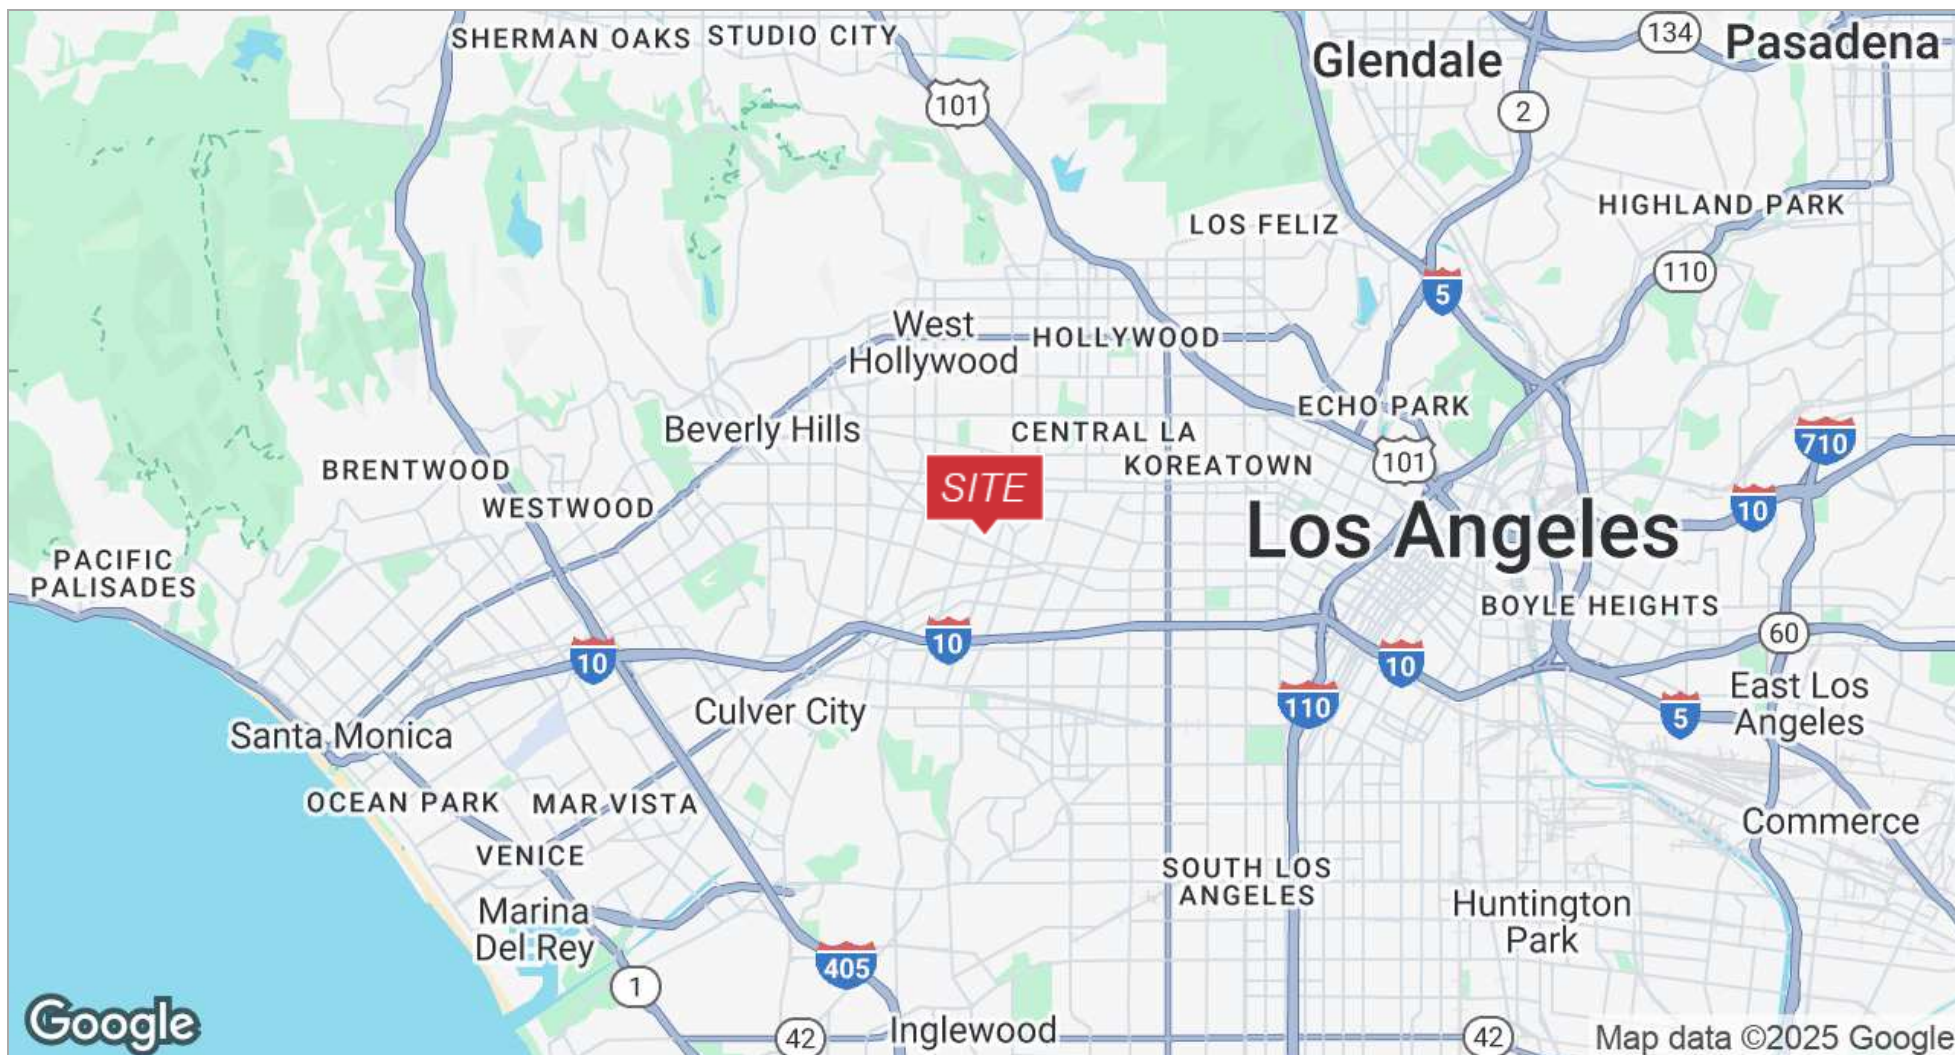 SHERMAN OAKS
STUDIO CITY
Glendale
134
Pasadena
101
2
LOS FELIZ
HIGHLAND PARK
110
5
West
Hollywood
HOLLYWOOD
Beverly Hills
CENTRAL LA
ECHO PARK
KOREATOWN
101
710
BRENTWOOD
WESTWOOD
SITE
10
Los Angeles
PACIFIC
PALISADES
BOYLE HEIGHTS
60
10
10
10
East Los
Angeles
Santa Monica
Culver City
110
5
OCEAN PARK
MAR VISTA
Commerce
VENICE
SOUTH LOS
ANGELES
Marina
Del Rey
Huntington
Park
405
1
Google
42
Inglewood
42
Map data ©2025 Google